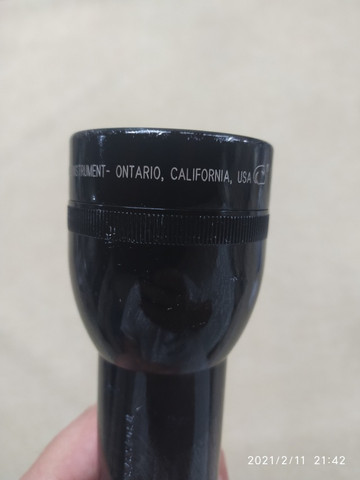 STRUMENT- ONTARIO, CALIFORNIA, USA
2021/2/11 21:42